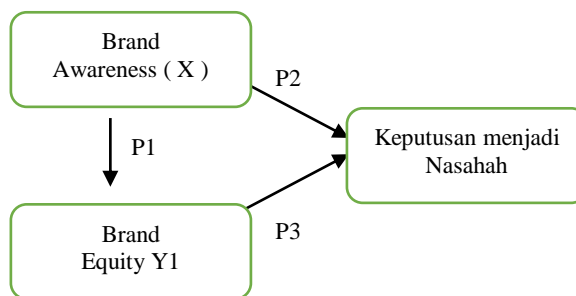 Brand
Awareness ( X )
P2
P1
Keputusan menjadi
Nasahah
P3
Brand
Equity Y1